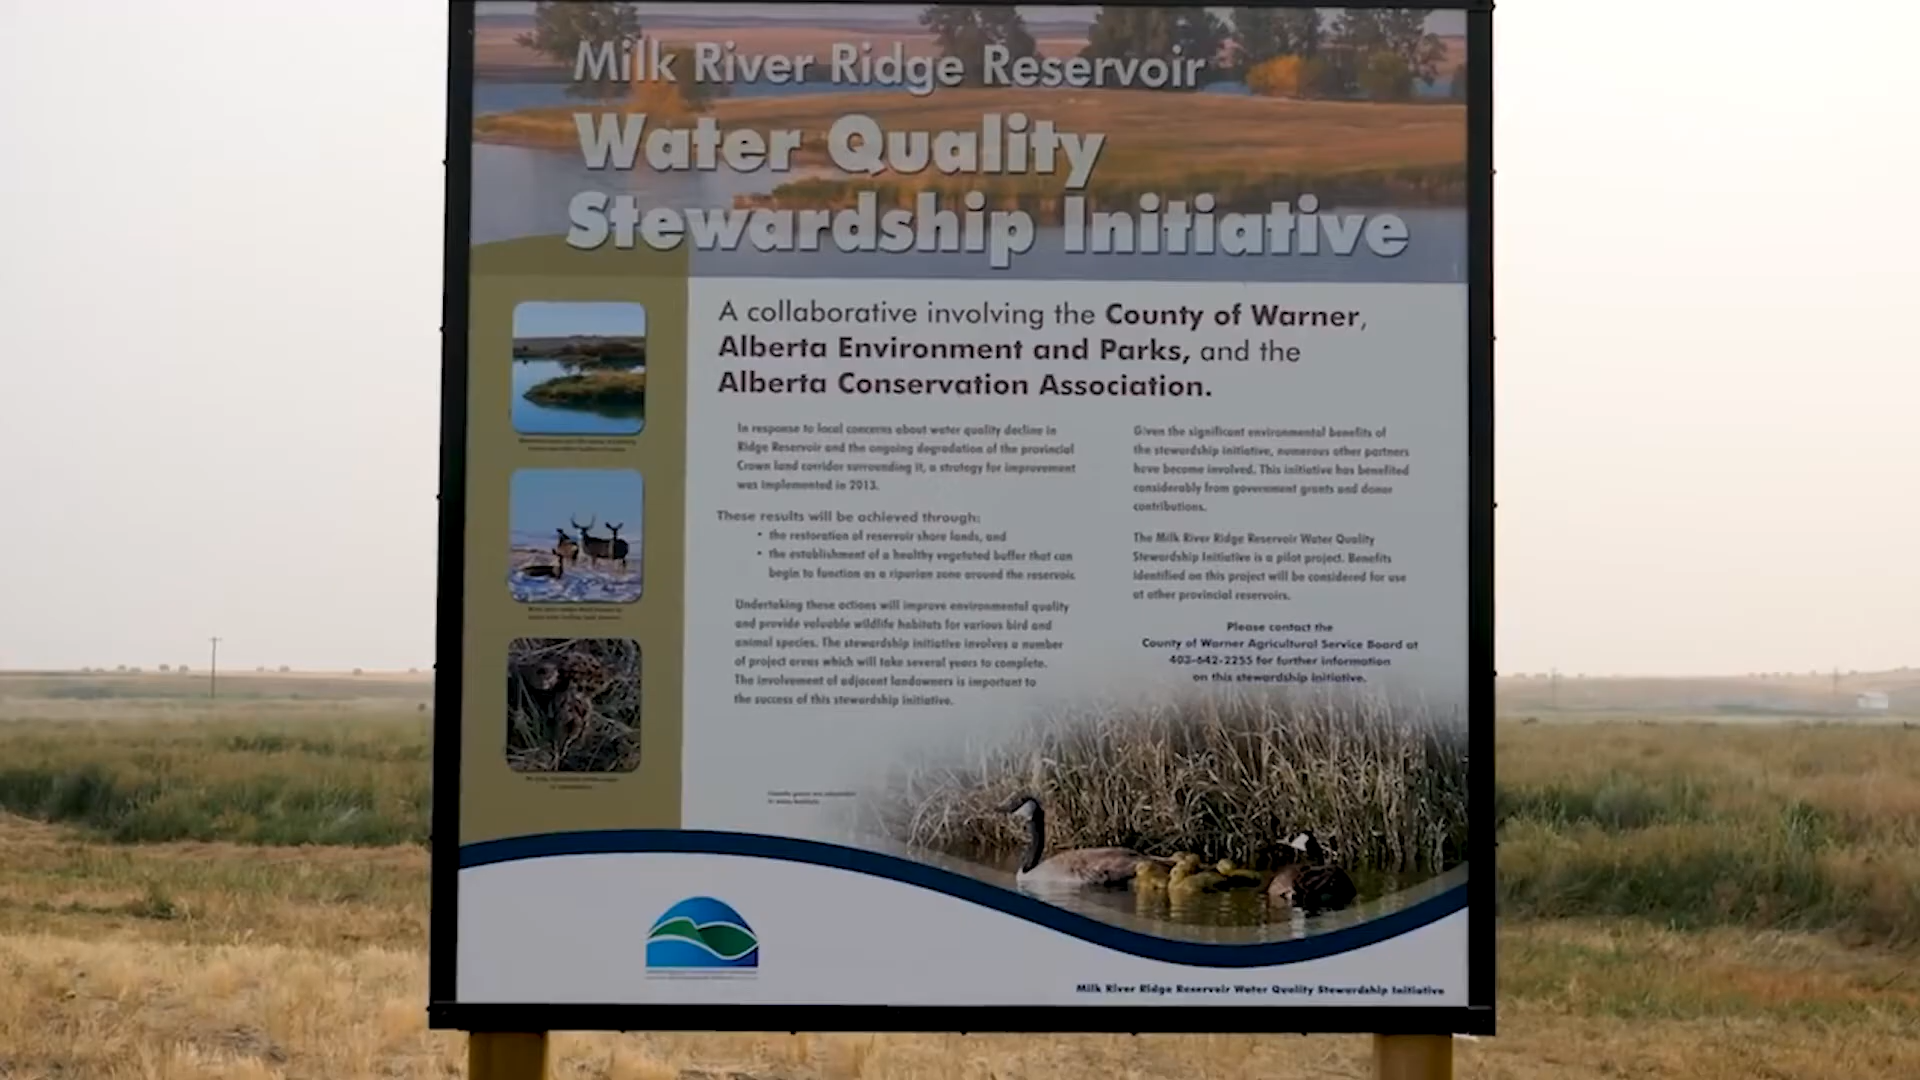 Milk River Ridge Reservoir
Water Quality
Stewardship Initiative
A collaborative involving the County of Warner,
Alberta Environment and Parks, and the
Alberta Conservation Association.
In response to local concerns about water quality decline in
Ridge Reservoir and the ongoing degradation of the provincial
Crown land corridor surrounding it, a strategy for improvement
was implemented in 2013.
These results will be achieved through:
• the restoration of reservoir shore lands, and
• the establishment of a healthy vegetated buffer that can
begin to function as a riparian zone around the reservoir.
Undertaking these actions will improve environmental quality
and provide valuable wildlife habitats for various bird and
animal species. The stewardship initiative involves a number
of project areas which will take several years to complete.
The involvement of adjacent landowners is important to
the success of this stewardship initiative.
Given the significant environmental benefits of
the stewardship initiative, numerous other partners
have become involved. This initiative has benefited
considerably from government grants and donor
contributions.
The Milk River Ridge Reservoir Water Quality
Stewardship Initiative is a pilot project. Benefits
identified on this project will be considered for use
at other provincial reservoirs.
Please contact the
County of Warner Agricultural Service Board at
403-642-2255 for further information
on this stewardship initiative.
Milk River Ridge Reservoir Water Quality Stewardship Initiative